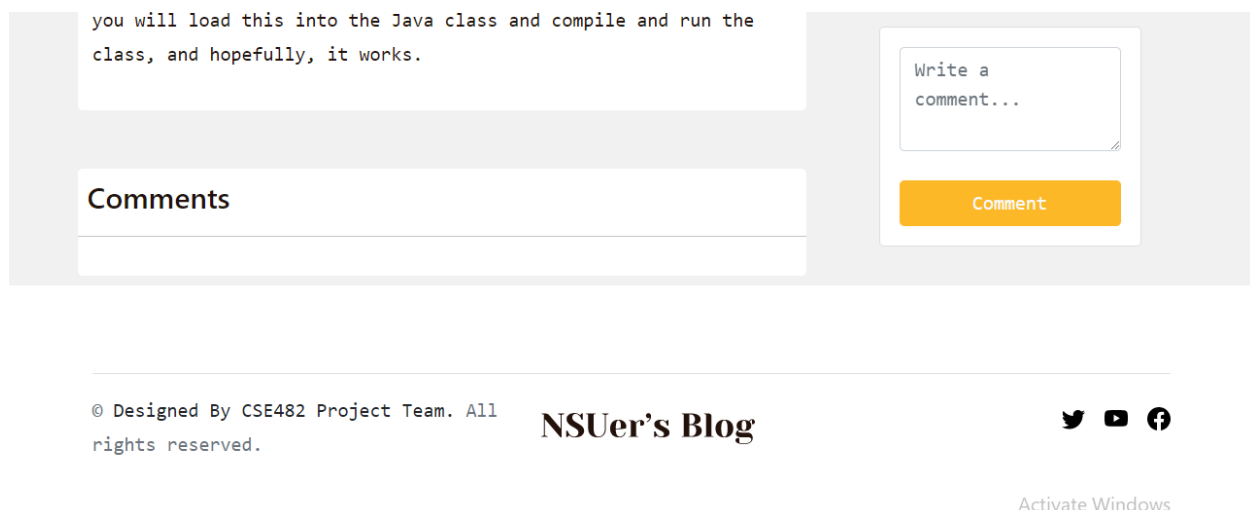 you will load this into the Java class and compile and run the
class, and hopefully, it works.
Write a
comment...
Comment
Comments
© Designed By CSE482 Project Team. All
rights reserved.
NSUer's Blog
Activate Windows